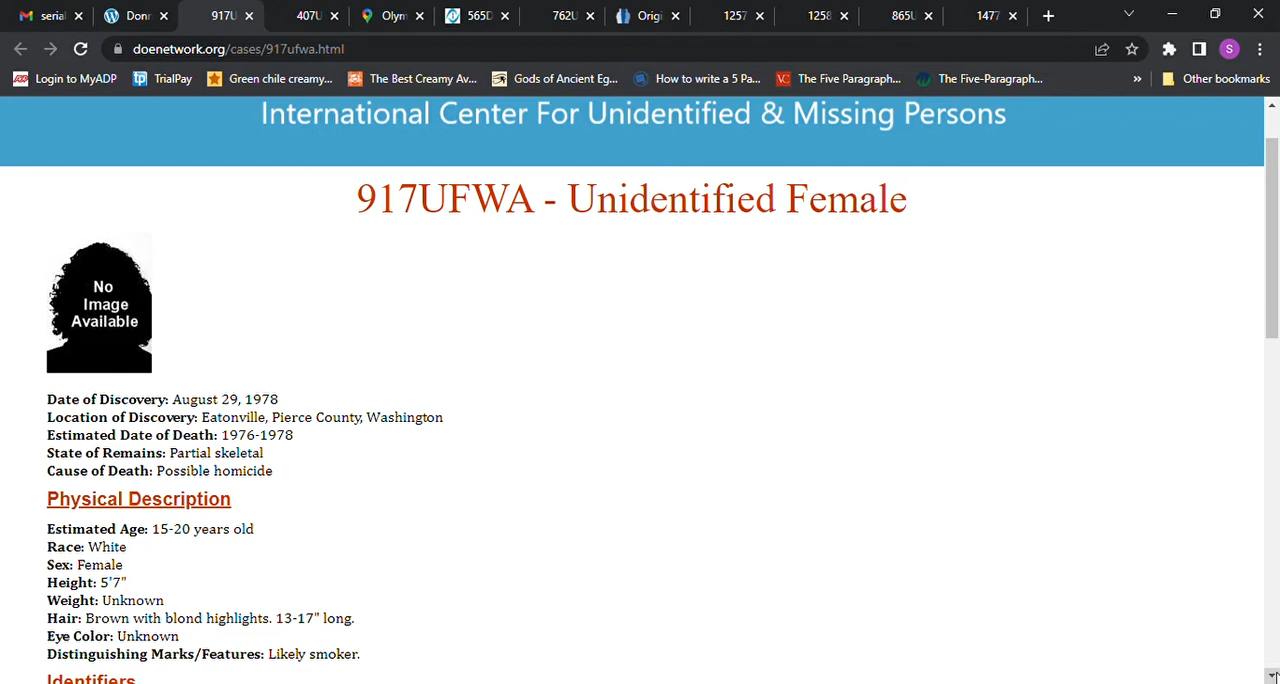 serial
Donr
917U
407U
Olym
565D
762U
Origi
1257
1258
865U
1477
doenetwork.org/cases/917ufwa.html
S
Login to MyADP
TrialPay
Green chile creamy...
The Best Creamy Av...
Gods of Ancient Eg...
How to write a 5 Pa...
The Five Paragraph...
The Five-Paragraph...
»
Other bookmarks
International Center For Unidentified & Missing Persons
917UFWA - Unidentified Female
No
Image
Available
Date of Discovery: August 29, 1978
Location of Discovery: Eatonville, Pierce County, Washington
Estimated Date of Death: 1976-1978
State of Remains: Partial skeletal
Cause of Death: Possible homicide
Physical Description
Estimated Age: 15-20 years old
Race: White
Sex: Female
Height: 5'7"
Weight: Unknown
Hair: Brown with blond highlights. 13-17" long.
Eye Color: Unknown
Distinguishing Marks/Features: Likely smoker.
Identifiers